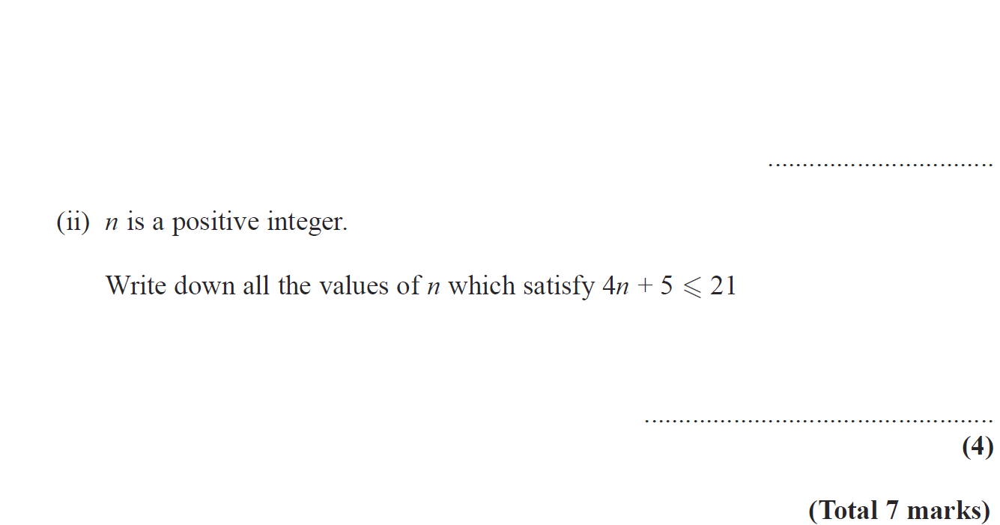 .................................
(ii) n is a positive integer.
Write down all the values of n which satisfy 4n + 5 ⩽ 21
...................................................
(4)
(Total 7 marks)